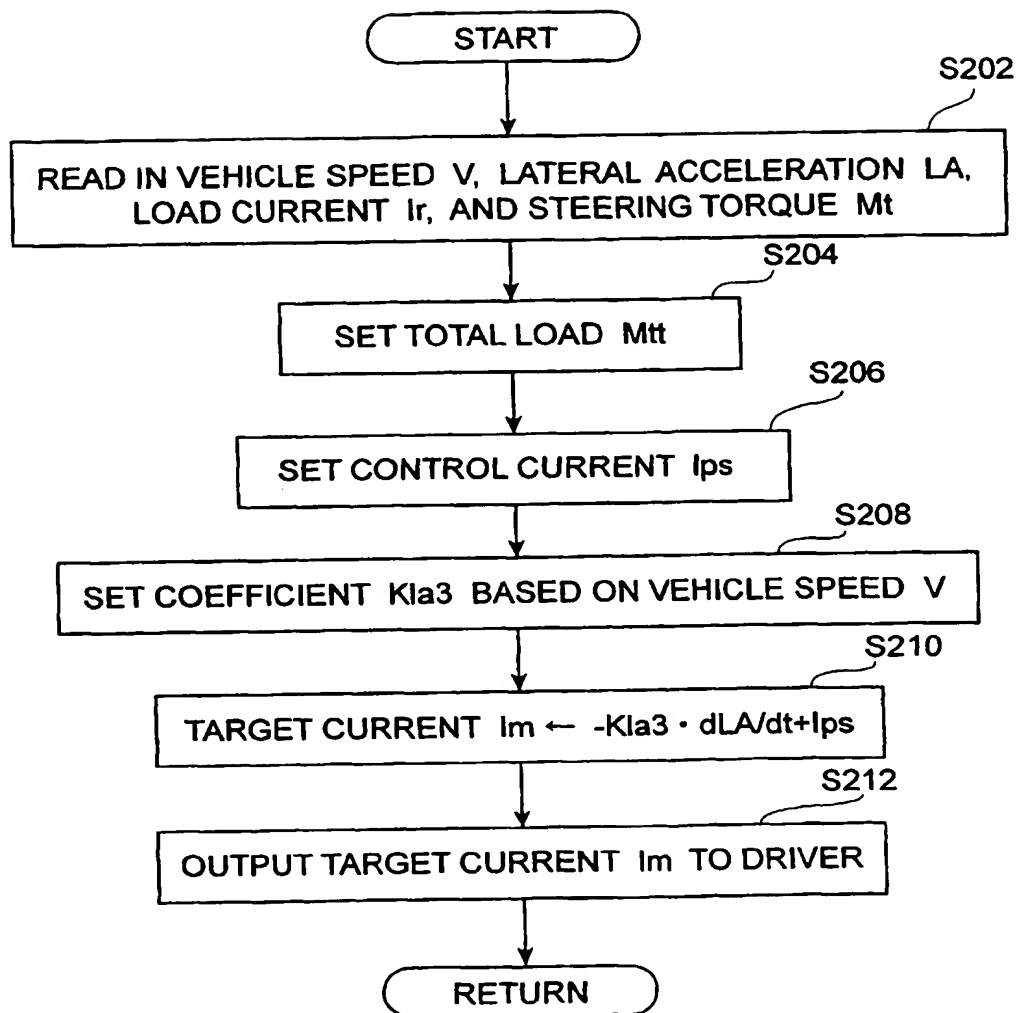 START
S202
READ IN VEHICLE SPEED V, LATERAL ACCELERATION LA,
LOAD CURRENT Ir, AND STEERING TORQUE Mt
S204
SET TOTAL LOAD Mtt
S206
SET CONTROL CURRENT Ips
S208
SET COEFFICIENT Kla3 BASED ON VEHICLE SPEED V
S210
TARGET CURRENT Im ← -Kla3 · dLA/dt+Ips
S212
OUTPUT TARGET CURRENT Im TO DRIVER
RETURN